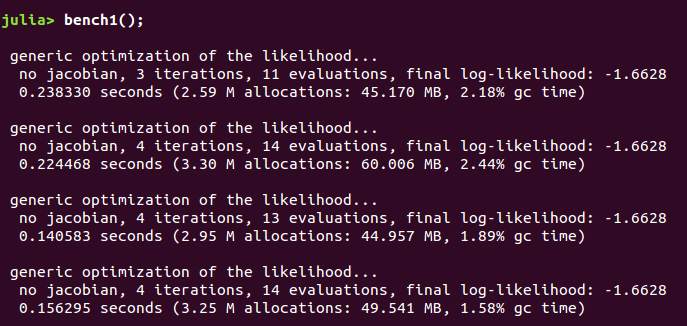 julia> bench1();
generic optimization of the likelihood...
no jacobian, 3 iterations, 11 evaluations, final log-likelihood: -1.6628
0.238330 seconds (2.59 M allocations: 45.170 MB, 2.18% gc time)
generic optimization of the likelihood...
no jacobian, 4 iterations, 14 evaluations, final log-likelihood: -1.6628
0.224468 seconds (3.30 M allocations: 60.006 MB, 2.44% gc time)
generic optimization of the likelihood...
no jacobian, 4 iterations, 13 evaluations, final log-likelihood: -1.6628
0.140583 seconds (2.95 M allocations: 44.957 MB, 1.89% gc time)
generic optimization of the likelihood...
no jacobian, 4 iterations, 14 evaluations, final log-likelihood: -1.6628
0.156295 seconds (3.25 M allocations: 49.541 MB, 1.58% gc time)